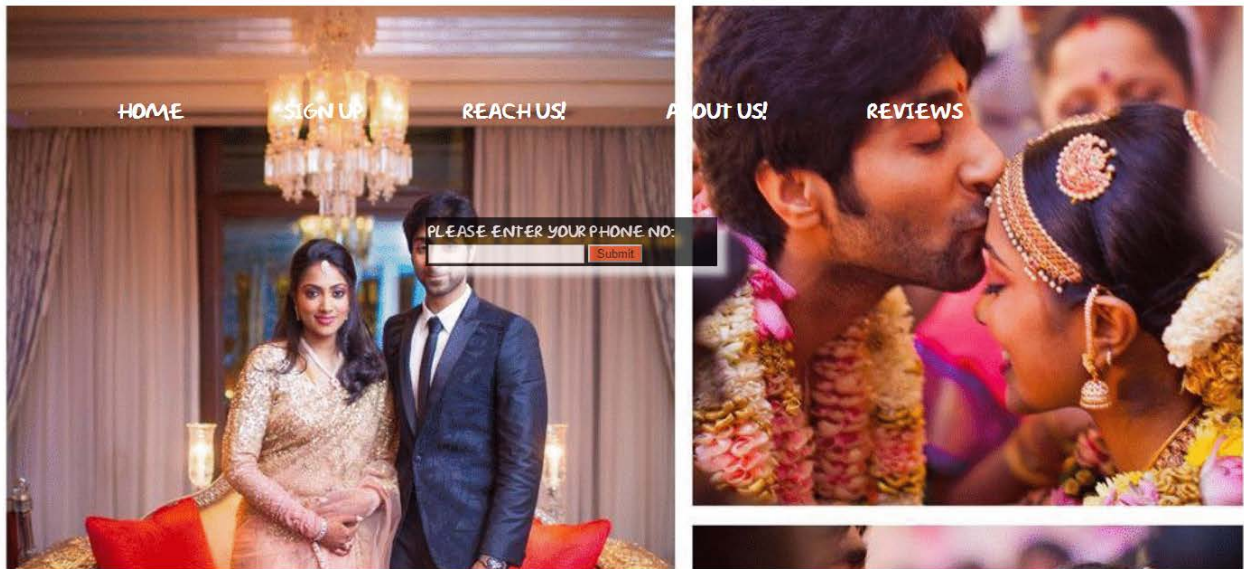 HOME SIGN UP REACH US! ABOUT US! REVIEWS
PLEASE ENTER YOUR PHONE NO:
Submit